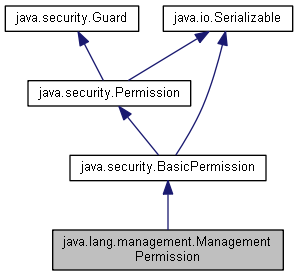 java.security.Guard
java.io.Serializable
java.security.Permission
java.security.BasicPermission
java.lang.management.Management
Permission